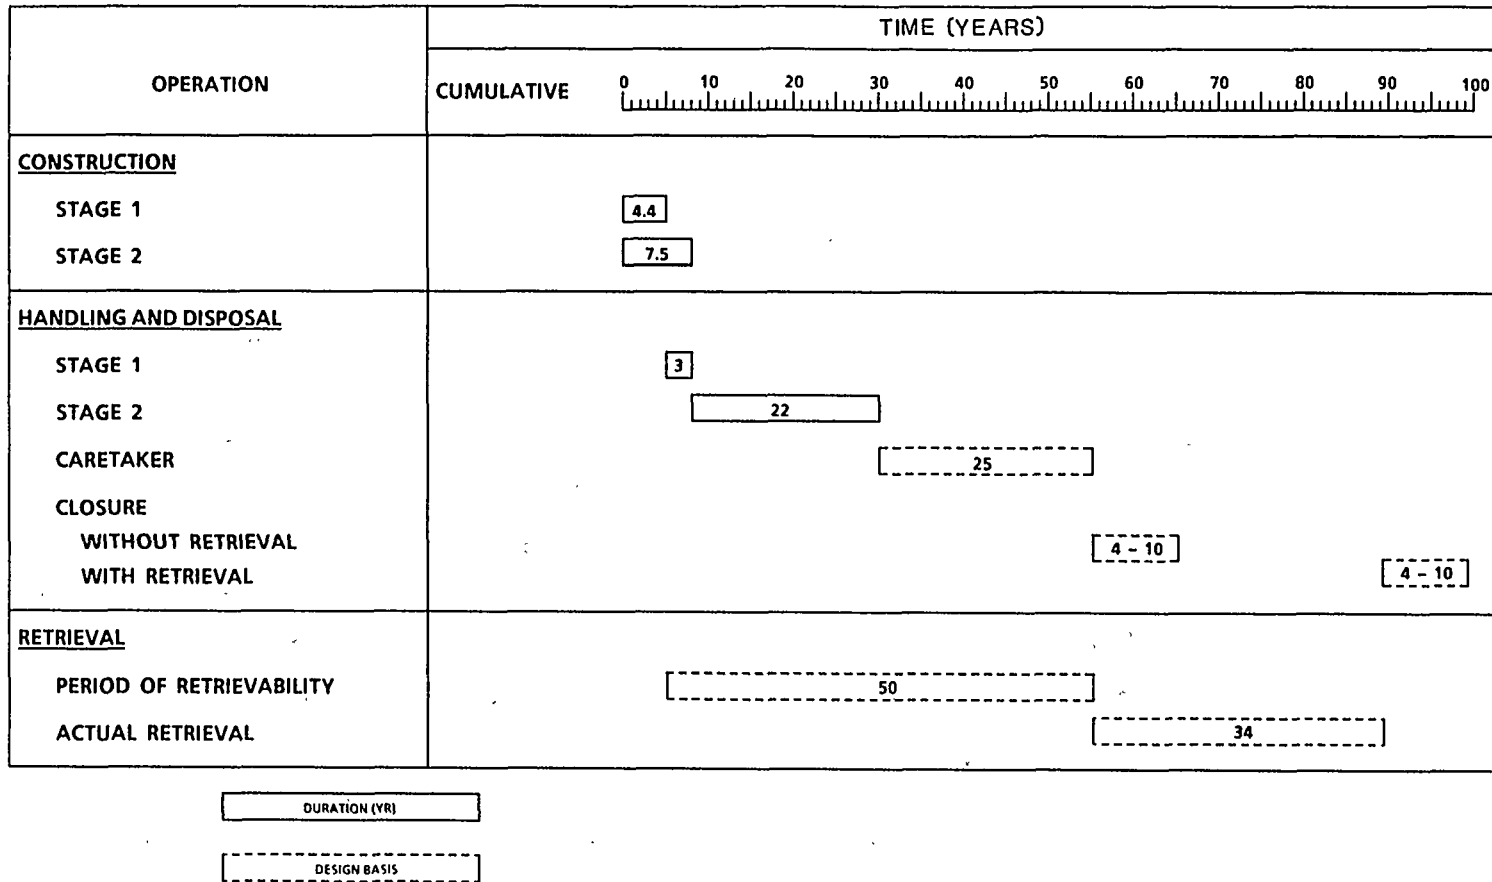 TIME (YEARS)
OPERATION
CUMULATIVE 0 10 20 30 40 50 60 70 80 90 100
CONSTRUCTION
STAGE 1 4.4
STAGE 2 7.5
HANDLING AND DISPOSAL
STAGE 1 3
STAGE 2 22
CARETAKER 25
CLOSURE
WITHOUT RETRIEVAL 4 – 10
WITH RETRIEVAL 4 – 10
RETRIEVAL
PERIOD OF RETRIEVABILITY 50
ACTUAL RETRIEVAL 34
DURATION (YR)
DESIGN BASIS